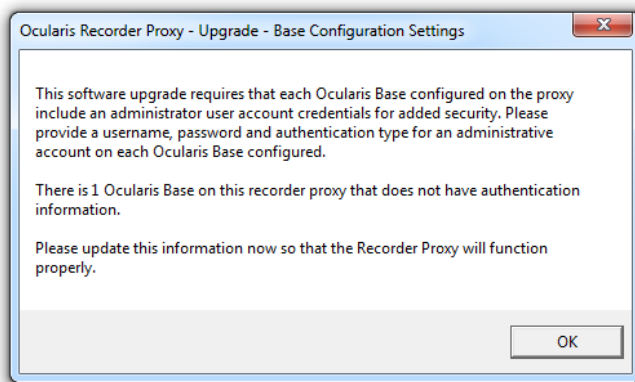 Ocularis Recorder Proxy - Upgrade - Base Configuration Settings
This software upgrade requires that each Ocularis Base configured on the proxy
include an administrator user account credentials for added security. Please
provide a username, password and authentication type for an administrative
account on each Ocularis Base configured.
There is 1 Ocularis Base on this recorder proxy that does not have authentication
information.
Please update this information now so that the Recorder Proxy will function
properly.
OK